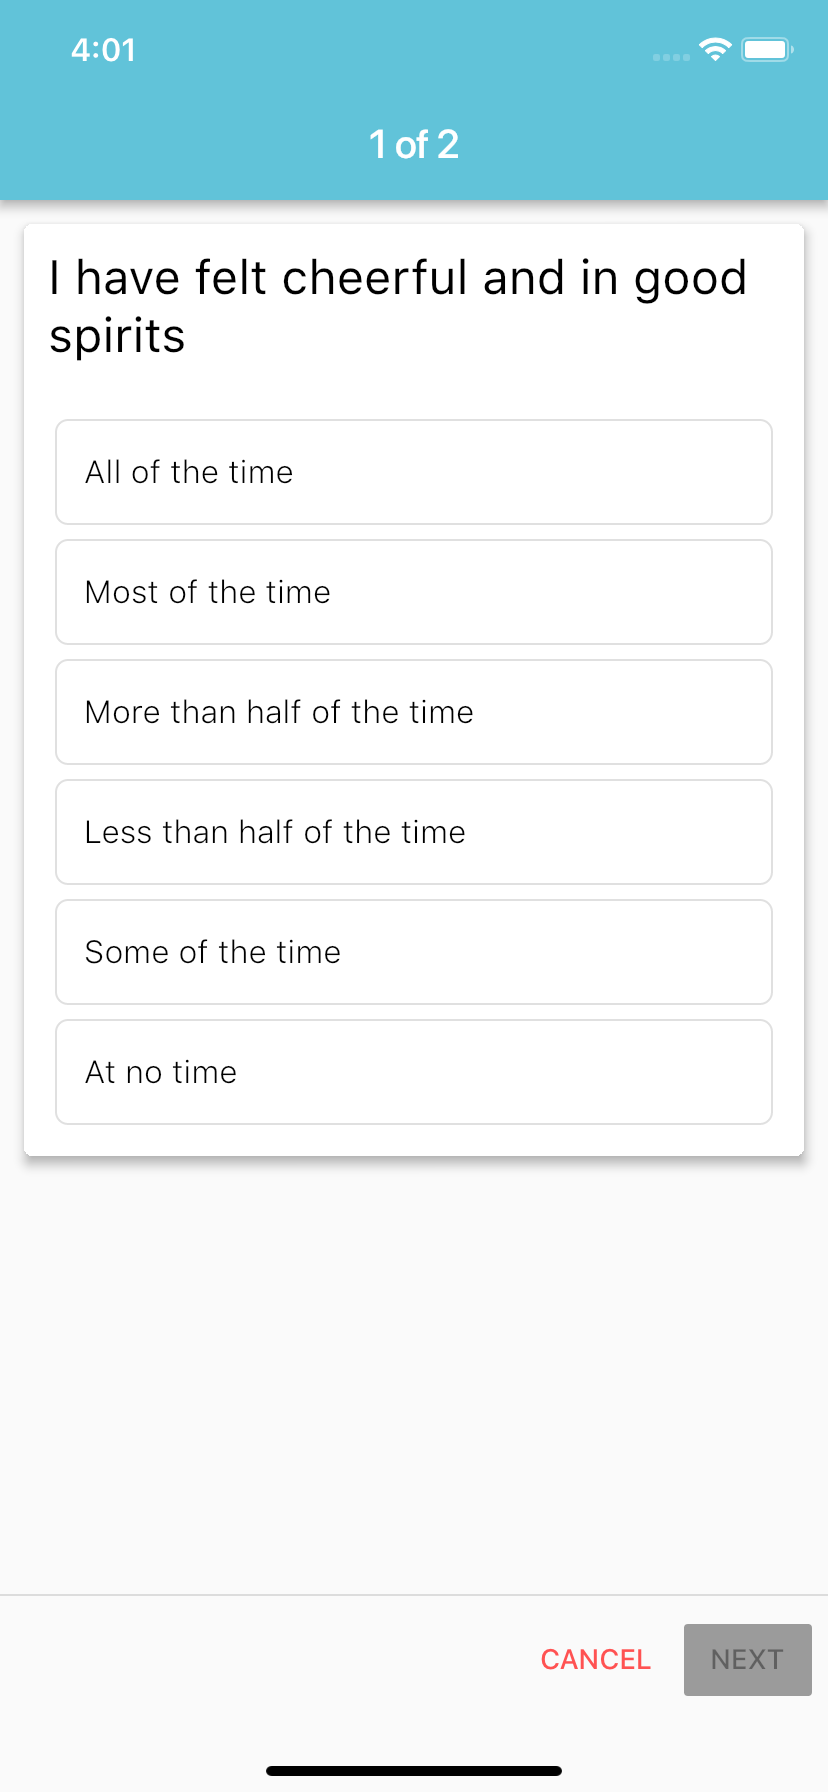 4:01
1 of 2
I have felt cheerful and in good
spirits
All of the time
Most of the time
More than half of the time
Less than half of the time
Some of the time
At no time
CANCEL NEXT